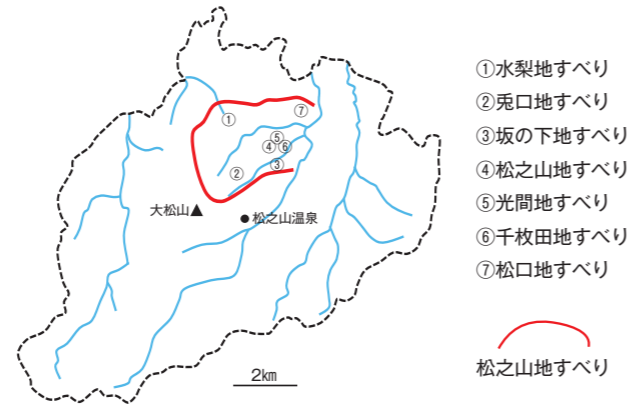 ①
⑦
⑤
④⑥
③
②
大松山▲
●松之山温泉
2km
①水梨地すべり
②兎口地すべり
③坂の下地すべり
④松之山地すべり
⑤光間地すべり
⑥千枚田地すべり
⑦松口地すべり
松之山地すべり